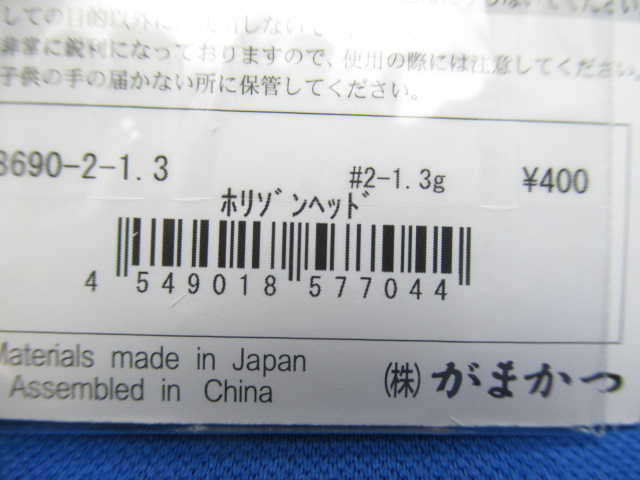 しての目的以外には使用しないで
てください
非常に鋭利になっておりますので、使用の際には注意してください。
子供の手の届かない所に保管してください。
8690-2-1.3 #2-1.3g ¥400
ホリゾンヘッド
4 549018 577044
Materials made in Japan
Assembled in China
(株)がまかつ